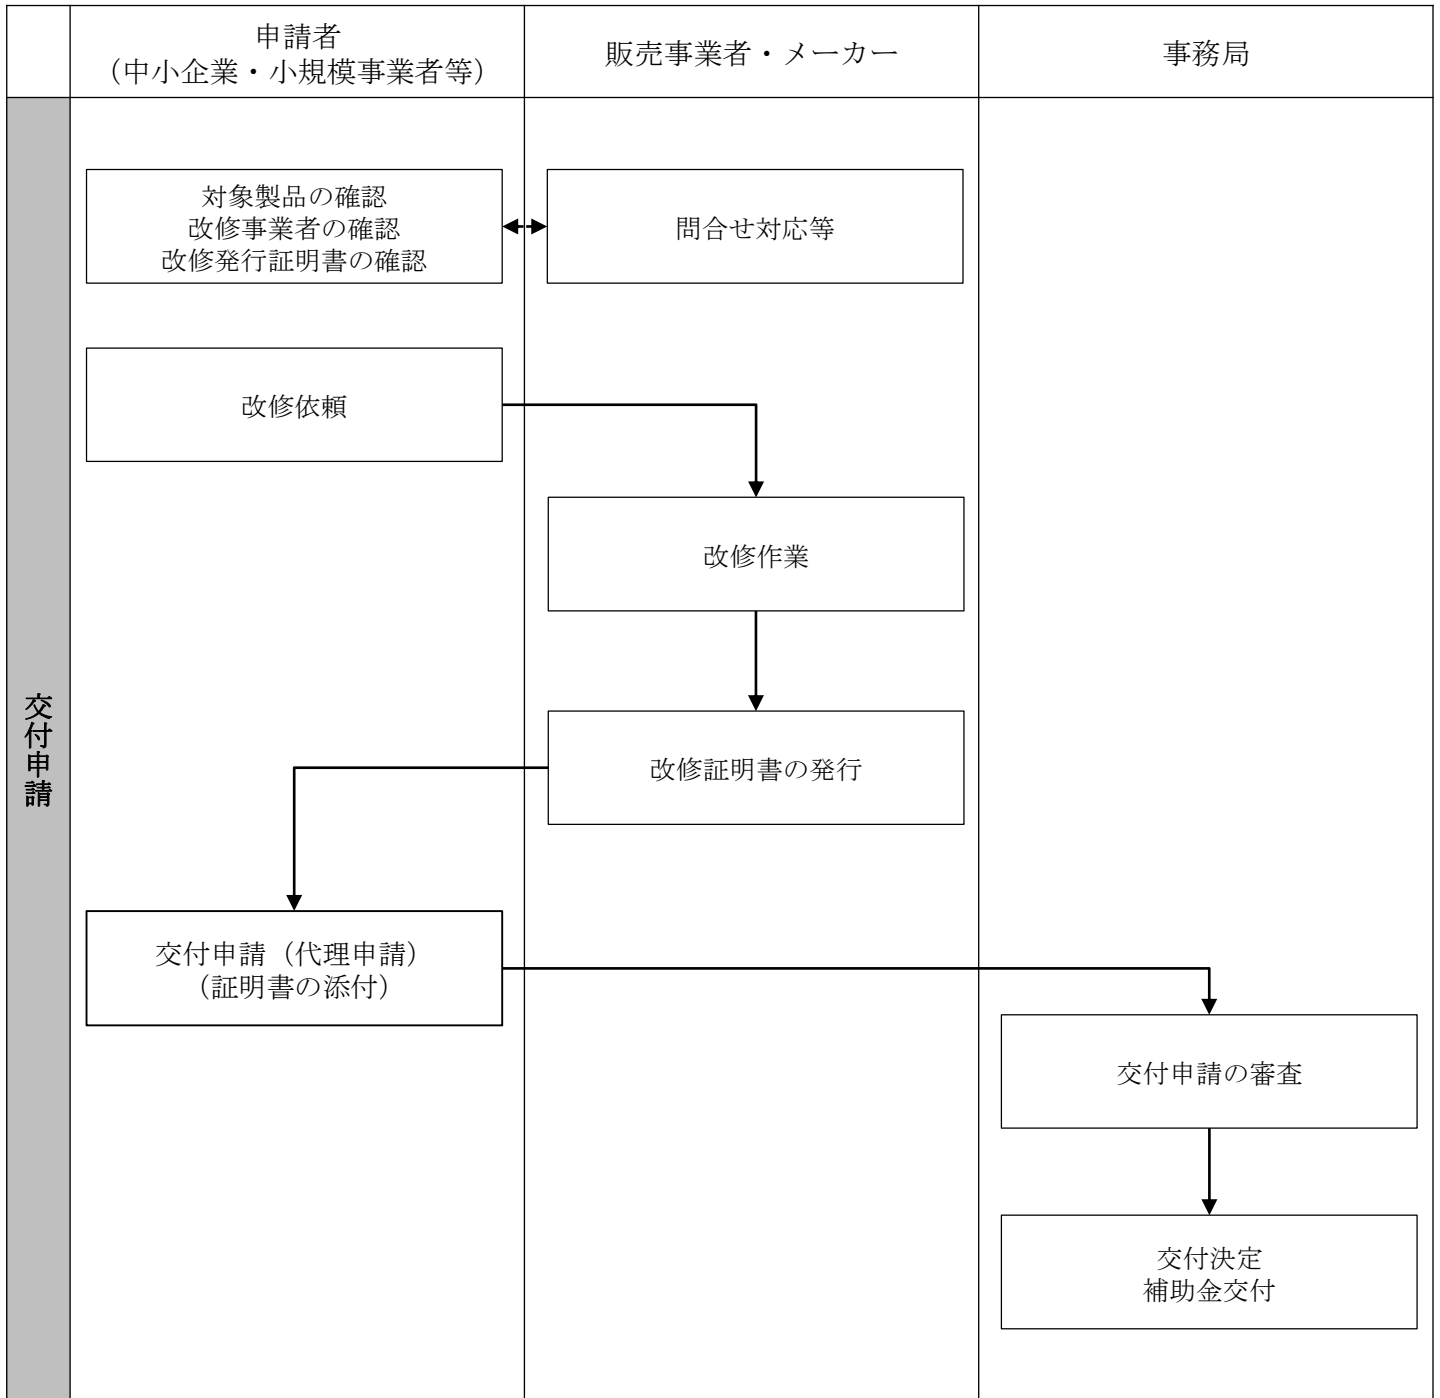 申請者
（中小企業・小規模事業者等）
販売事業者・メーカー
事務局
交付申請
対象製品の確認
改修事業者の確認
改修発行証明書の確認
問合せ対応等
改修依頼
改修作業
改修証明書の発行
交付申請（代理申請）
（証明書の添付）
交付申請の審査
交付決定
補助金交付